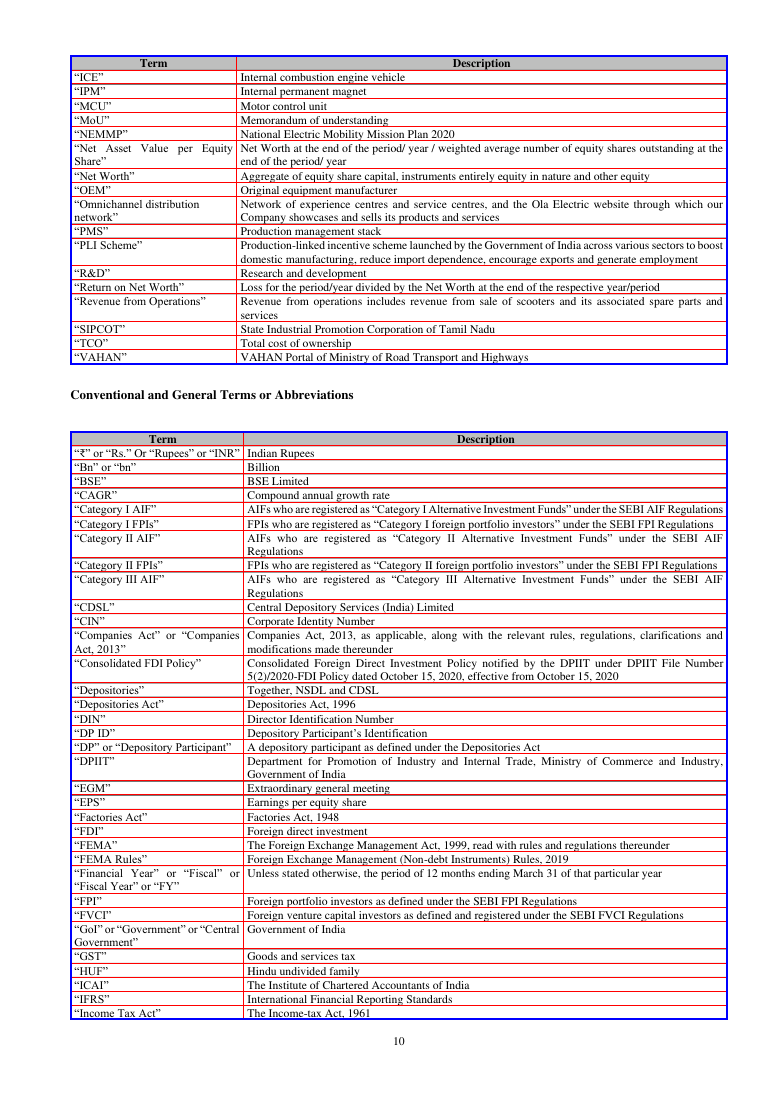 Term Description
“ICE” Internal combustion engine vehicle
“IPM” Internal permanent magnet
“MCU” Motor control unit
“MoU” Memorandum of understanding
“NEMMP” National Electric Mobility Mission Plan 2020
“Net Asset Value per Equity Net Worth at the end of the period/ year / weighted average number of equity shares outstanding at the
Share” end of the period/ year
“Net Worth” Aggregate of equity share capital, instruments entirely equity in nature and other equity
“OEM” Original equipment manufacturer
“Omnichannel distribution Network of experience centres and service centres, and the Ola Electric website through which our
network” Company showcases and sells its products and services
“PMS” Production management stack
“PLI Scheme” Production-linked incentive scheme launched by the Government of India across various sectors to boost
domestic manufacturing, reduce import dependence, encourage exports and generate employment
“R&D” Research and development
“Return on Net Worth” Loss for the period/year divided by the Net Worth at the end of the respective year/period
“Revenue from Operations” Revenue from operations includes revenue from sale of scooters and its associated spare parts and
services
“SIPCOT” State Industrial Promotion Corporation of Tamil Nadu
“TCO” Total cost of ownership
“VAHAN” VAHAN Portal of Ministry of Road Transport and Highways
Conventional and General Terms or Abbreviations
Term Description
“₹” or “Rs.” Or “Rupees” or “INR” Indian Rupees
“Bn” or “bn” Billion
“BSE” BSE Limited
“CAGR” Compound annual growth rate
“Category I AIF” AIFs who are registered as “Category I Alternative Investment Funds” under the SEBI AIF Regulations
“Category I FPIs” FPIs who are registered as “Category I foreign portfolio investors” under the SEBI FPI Regulations
“Category II AIF” AIFs who are registered as “Category II Alternative Investment Funds” under the SEBI AIF
Regulations
“Category II FPIs” FPIs who are registered as “Category II foreign portfolio investors” under the SEBI FPI Regulations
“Category III AIF” AIFs who are registered as “Category III Alternative Investment Funds” under the SEBI AIF
Regulations
“CDSL” Central Depository Services (India) Limited
“CIN” Corporate Identity Number
“Companies Act” or “Companies Companies Act, 2013, as applicable, along with the relevant rules, regulations, clarifications and
Act, 2013” modifications made thereunder
“Consolidated FDI Policy” Consolidated Foreign Direct Investment Policy notified by the DPIIT under DPIIT File Number
5(2)/2020-FDI Policy dated October 15, 2020, effective from October 15, 2020
“Depositories” Together, NSDL and CDSL
“Depositories Act” Depositories Act, 1996
“DIN” Director Identification Number
“DP ID” Depository Participant’s Identification
“DP” or “Depository Participant” A depository participant as defined under the Depositories Act
“DPIIT” Department for Promotion of Industry and Internal Trade, Ministry of Commerce and Industry,
Government of India
“EGM” Extraordinary general meeting
“EPS” Earnings per equity share
“Factories Act” Factories Act, 1948
“FDI” Foreign direct investment
“FEMA” The Foreign Exchange Management Act, 1999, read with rules and regulations thereunder
“FEMA Rules” Foreign Exchange Management (Non-debt Instruments) Rules, 2019
“Financial Year” or “Fiscal” or Unless stated otherwise, the period of 12 months ending March 31 of that particular year
“Fiscal Year” or “FY”
“FPI” Foreign portfolio investors as defined under the SEBI FPI Regulations
“FVCI” Foreign venture capital investors as defined and registered under the SEBI FVCI Regulations
“GoI” or “Government” or “Central Government of India
Government”
“GST” Goods and services tax
“HUF” Hindu undivided family
“ICAI” The Institute of Chartered Accountants of India
“IFRS” International Financial Reporting Standards
“Income Tax Act” The Income-tax Act, 1961
10